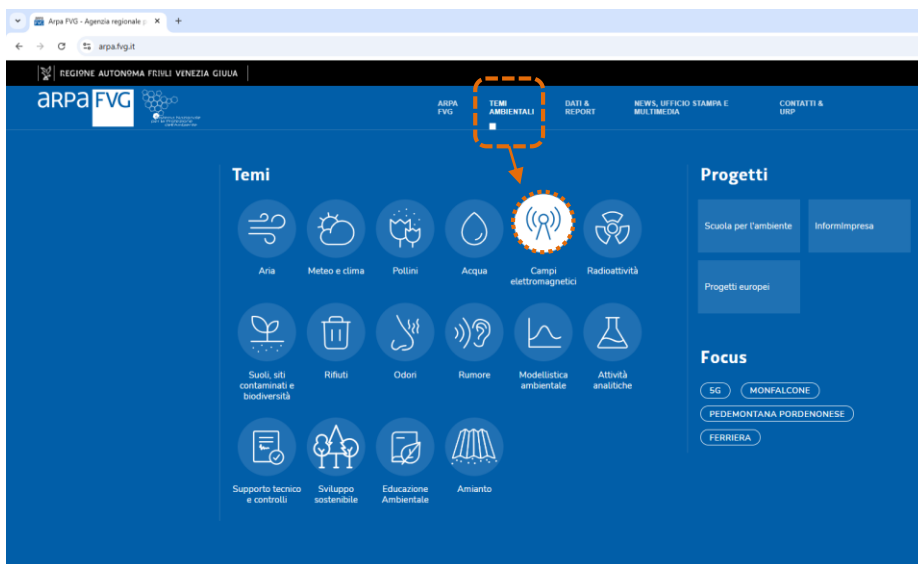 Arpa FVG - Agenzia regionale p
arpa.fvg.it
REGIONE AUTONOMA FRIULI VENEZIA GIULIA
arpa FVG
ARPA
FVG
TEMI
AMBIENTALI
DATI &
REPORT
NEWS, UFFICIO STAMPA E
MULTIMEDIA
CONTATTI &
URP
Temi
Aria
Meteo e clima
Pollini
Acqua
Campi
elettromagnetici
Radioattività
Suoli, siti
contaminati e
biodiversità
Rifiuti
Odori
Rumore
Modellistica
ambientale
Attività
analitiche
Supporto tecnico
e controlli
Sviluppo
sostenibile
Educazione
Ambientale
Amianto
Progetti
Scuola per l'ambiente
InformImpresa
Progetti europei
Focus
5G
MONFALCONE
PEDEMONTANA PORDENONESE
FERRIERA